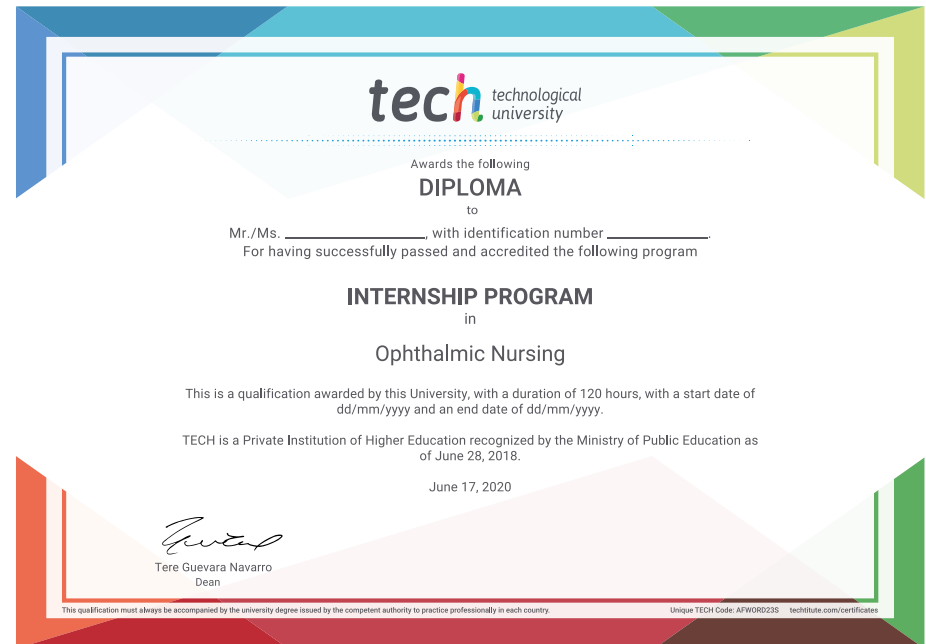 tech technological
university
Awards the following
DIPLOMA
to
Mr./Ms. ____________________, with identification number ______________.
For having successfully passed and accredited the following program
INTERNSHIP PROGRAM
in
Ophthalmic Nursing
This is a qualification awarded by this University, with a duration of 120 hours, with a start date of
dd/mm/yyyy and an end date of dd/mm/yyyy.
TECH is a Private Institution of Higher Education recognized by the Ministry of Public Education as
of June 28, 2018.
June 17, 2020
Tere Guevara Navarro
Dean
This qualification must always be accompanied by the university degree issued by the competent authority to practice professionally in each country.
Unique TECH Code: AFWORD23S techtitute.com/certificates